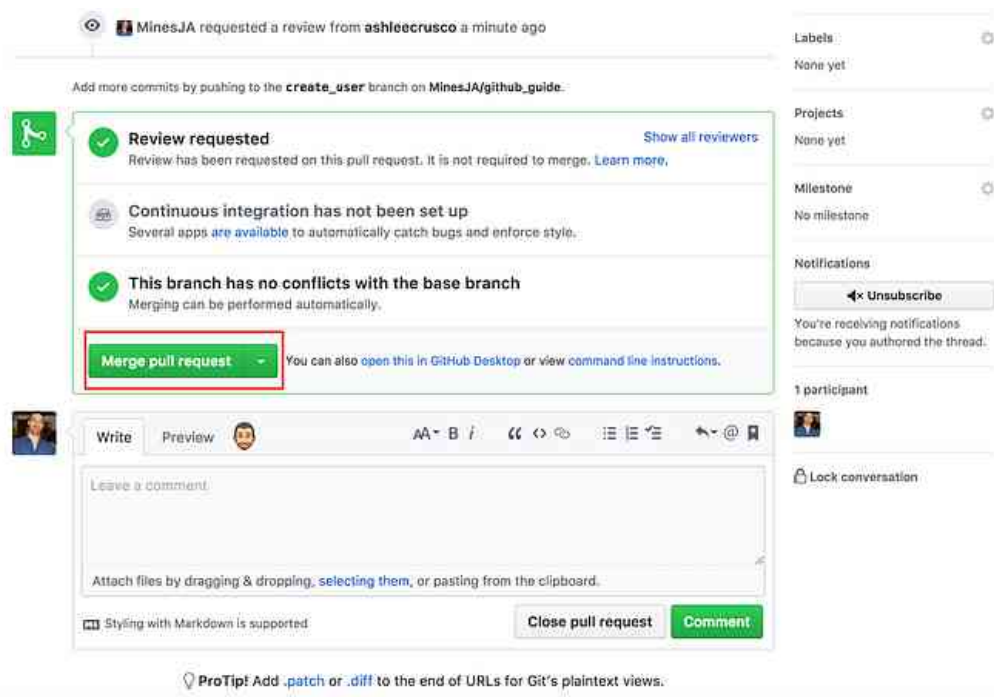 MinesJA requested a review from ashleecrusco a minute ago
Add more commits by pushing to the create_user branch on MinesJA/github_guide.
Review requested
Show all reviewers
Review has been requested on this pull request. It is not required to merge. Learn more.
Continuous integration has not been set up
Several apps are available to automatically catch bugs and enforce style.
This branch has no conflicts with the base branch
Merging can be performed automatically.
Merge pull request
You can also open this in GitHub Desktop or view command line instructions.
Write Preview
AA B i
Leave a comment
Attach files by dragging & dropping, selecting them, or pasting from the clipboard.
Styling with Markdown is supported
Close pull request
Comment
ProTip! Add .patch or .diff to the end of URLs for Git's plaintext views.
Labels
None yet
Projects
None yet
Milestone
No milestone
Notifications
Unsubscribe
You're receiving notifications
because you authored the thread.
1 participant
Lock conversation